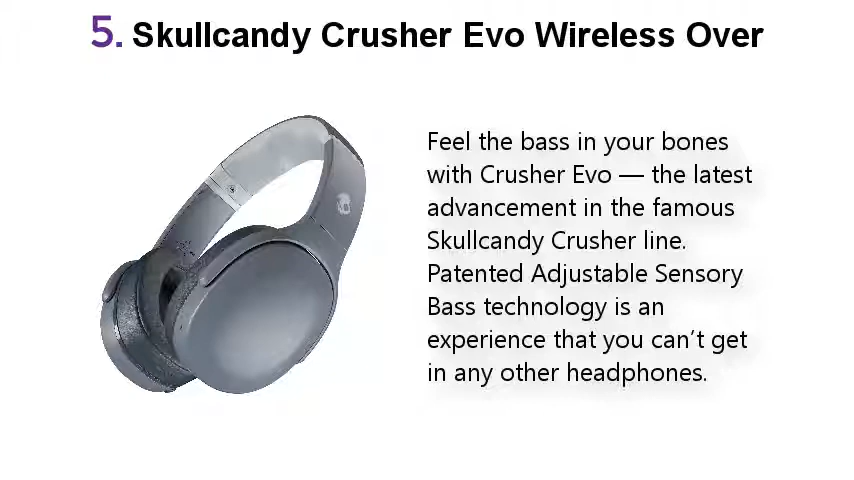 5. Skullcandy Crusher Evo Wireless Over
Feel the bass in your bones
with Crusher Evo — the latest
advancement in the famous
Skullcandy Crusher line.
Patented Adjustable Sensory
Bass technology is an
experience that you can’t get
in any other headphones.